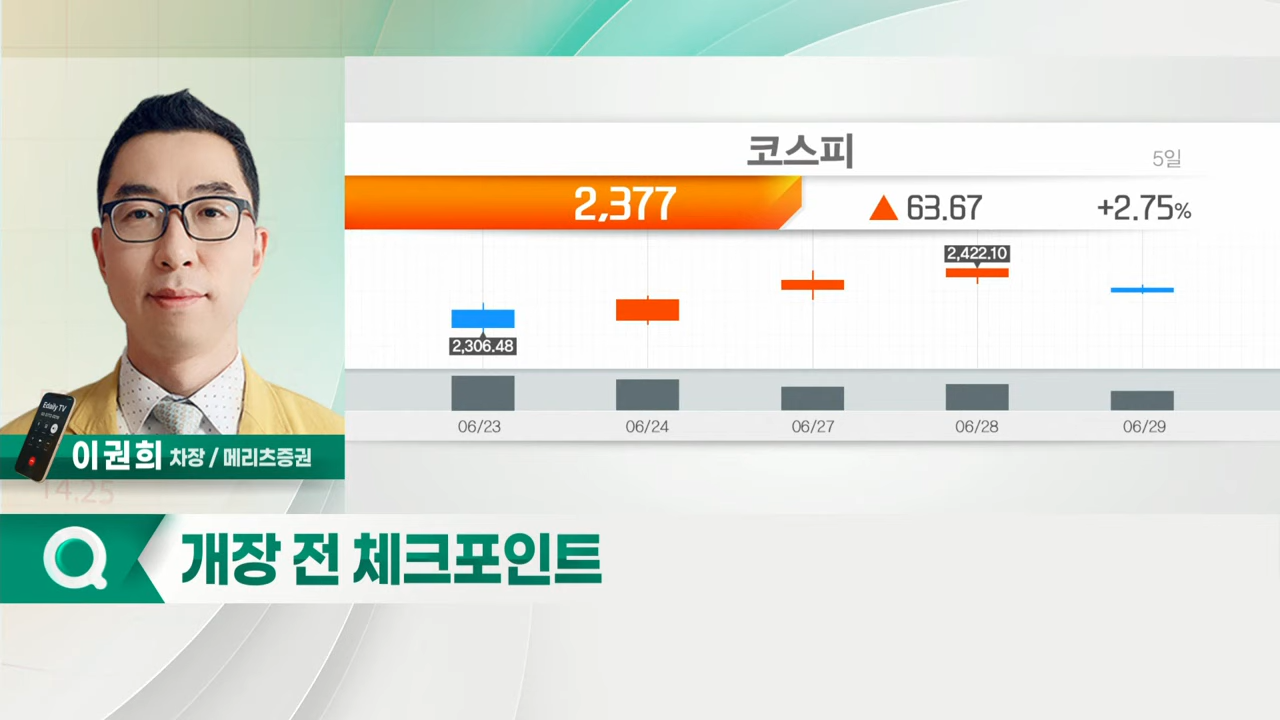 코스피
5일
2,377
▲ 63.67
+2.75%
2,422.10
2,306.48
06/23
06/24
06/27
06/28
06/29
Edaily TV
이권희 차장 / 메리츠증권
14.25
개장 전 체크포인트